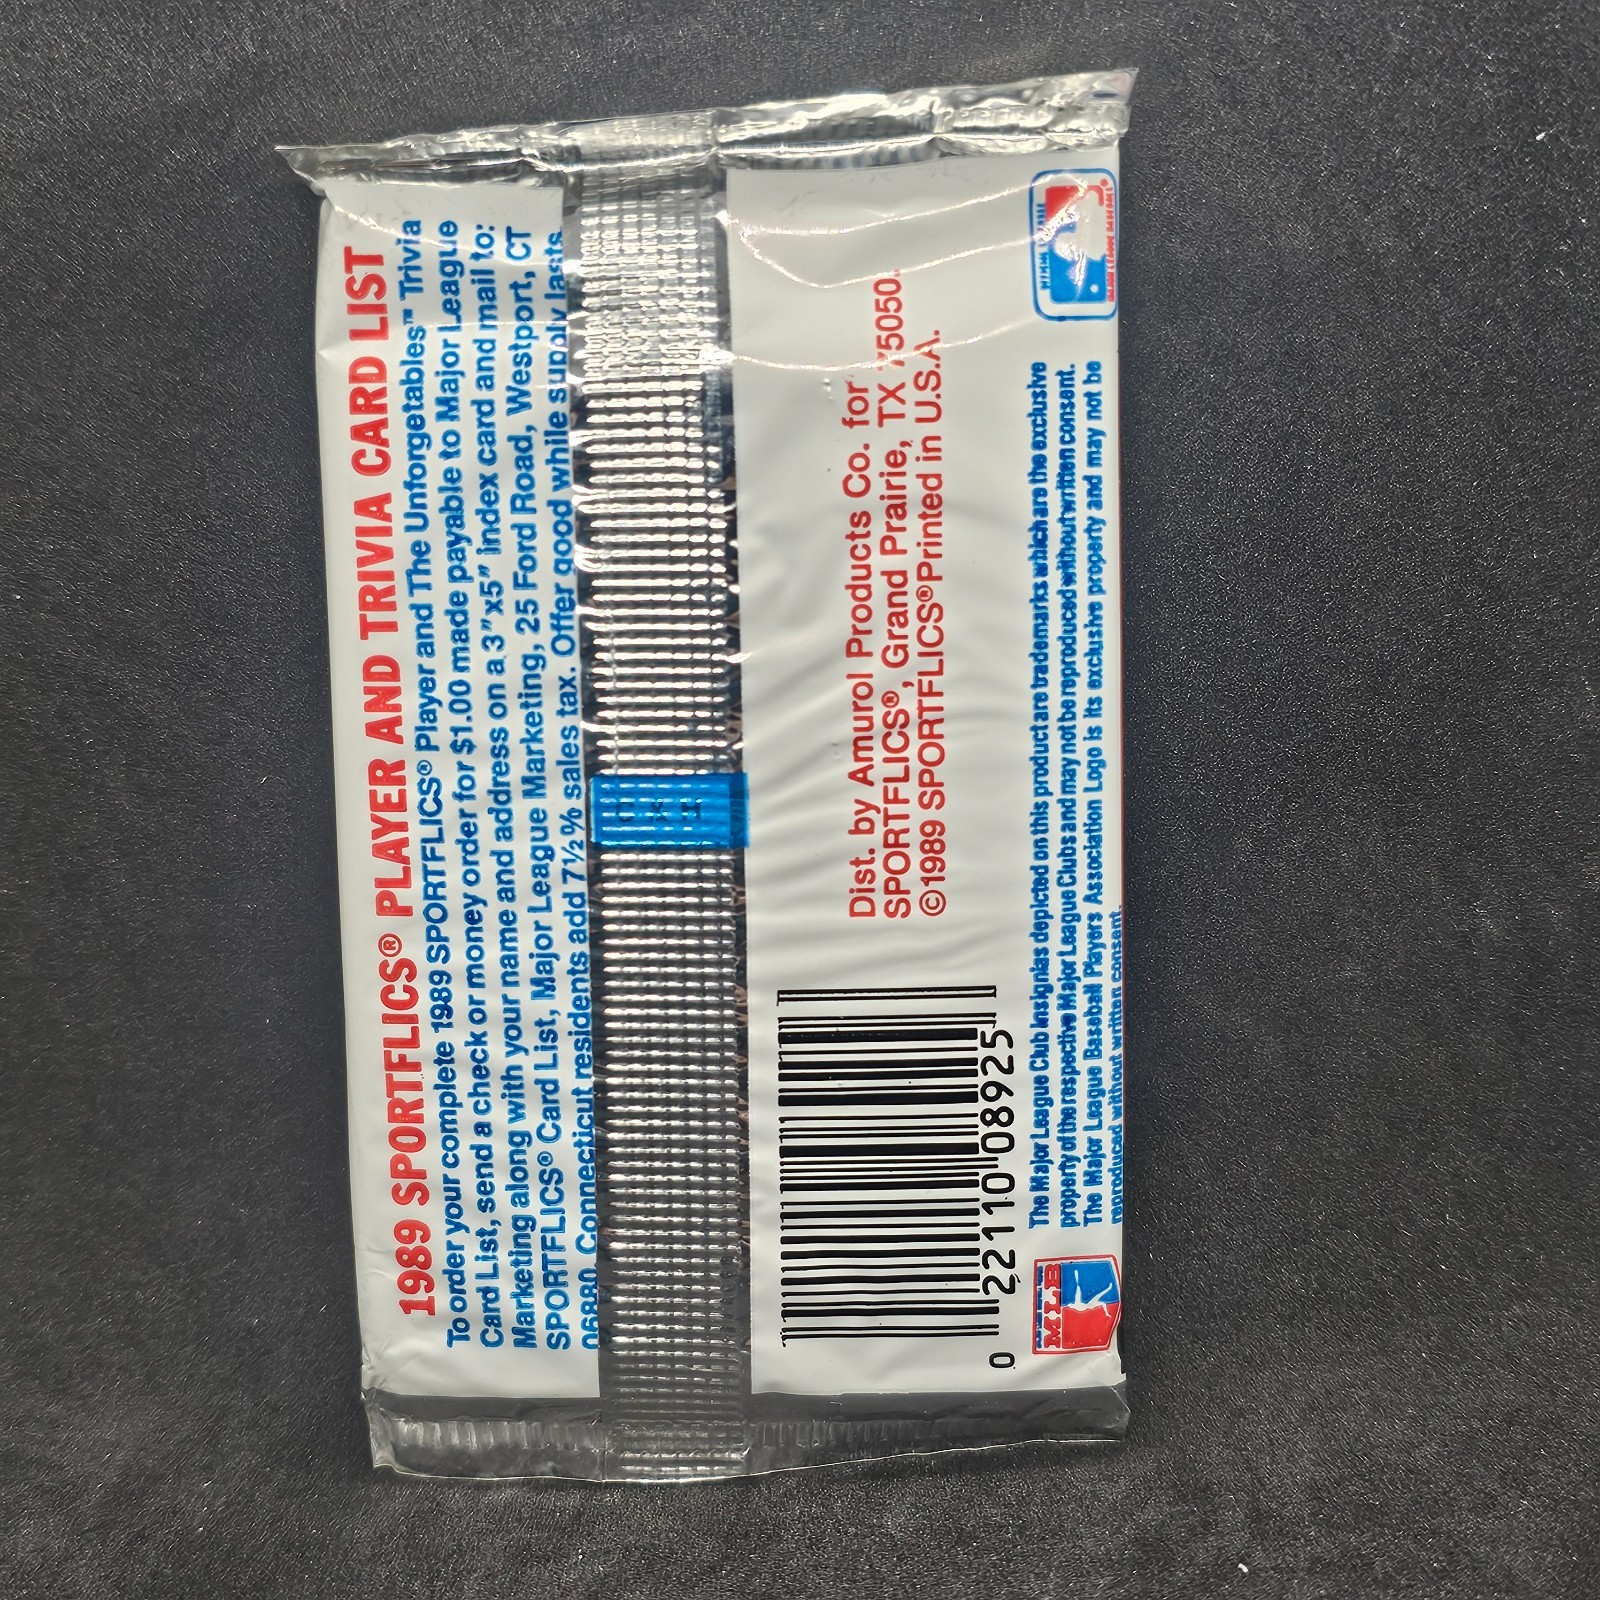 1989 SPORTFLICS® PLAYER AND TRIVIA CARD LIST
To order your complete 1989 SPORTFLICS® Player and The Unforgetables™ Trivia
Card List, send a check or money order for $1.00 made payable to Major League
Marketing along with your name and address on a 3"x5" index card and mail to:
SPORTFLICS® Card List, Major League Marketing, 25 Ford Road, Westport, CT
06880. Connecticut residents add 7½% sales tax. Offer good while supply lasts.
Dist. by Amurol Products Co. for
SPORTFLICS®, Grand Prairie, TX 75050.
©1989 SPORTFLICS® Printed in U.S.A.
0 22110 08925
The Major League Club insignias depicted on this product are trademarks which are the exclusive
property of the respective Major League Clubs and may not be reproduced without written consent.
The Major League Baseball Players Association Logo is its exclusive property and may not be
reproduced without written consent.
MLB